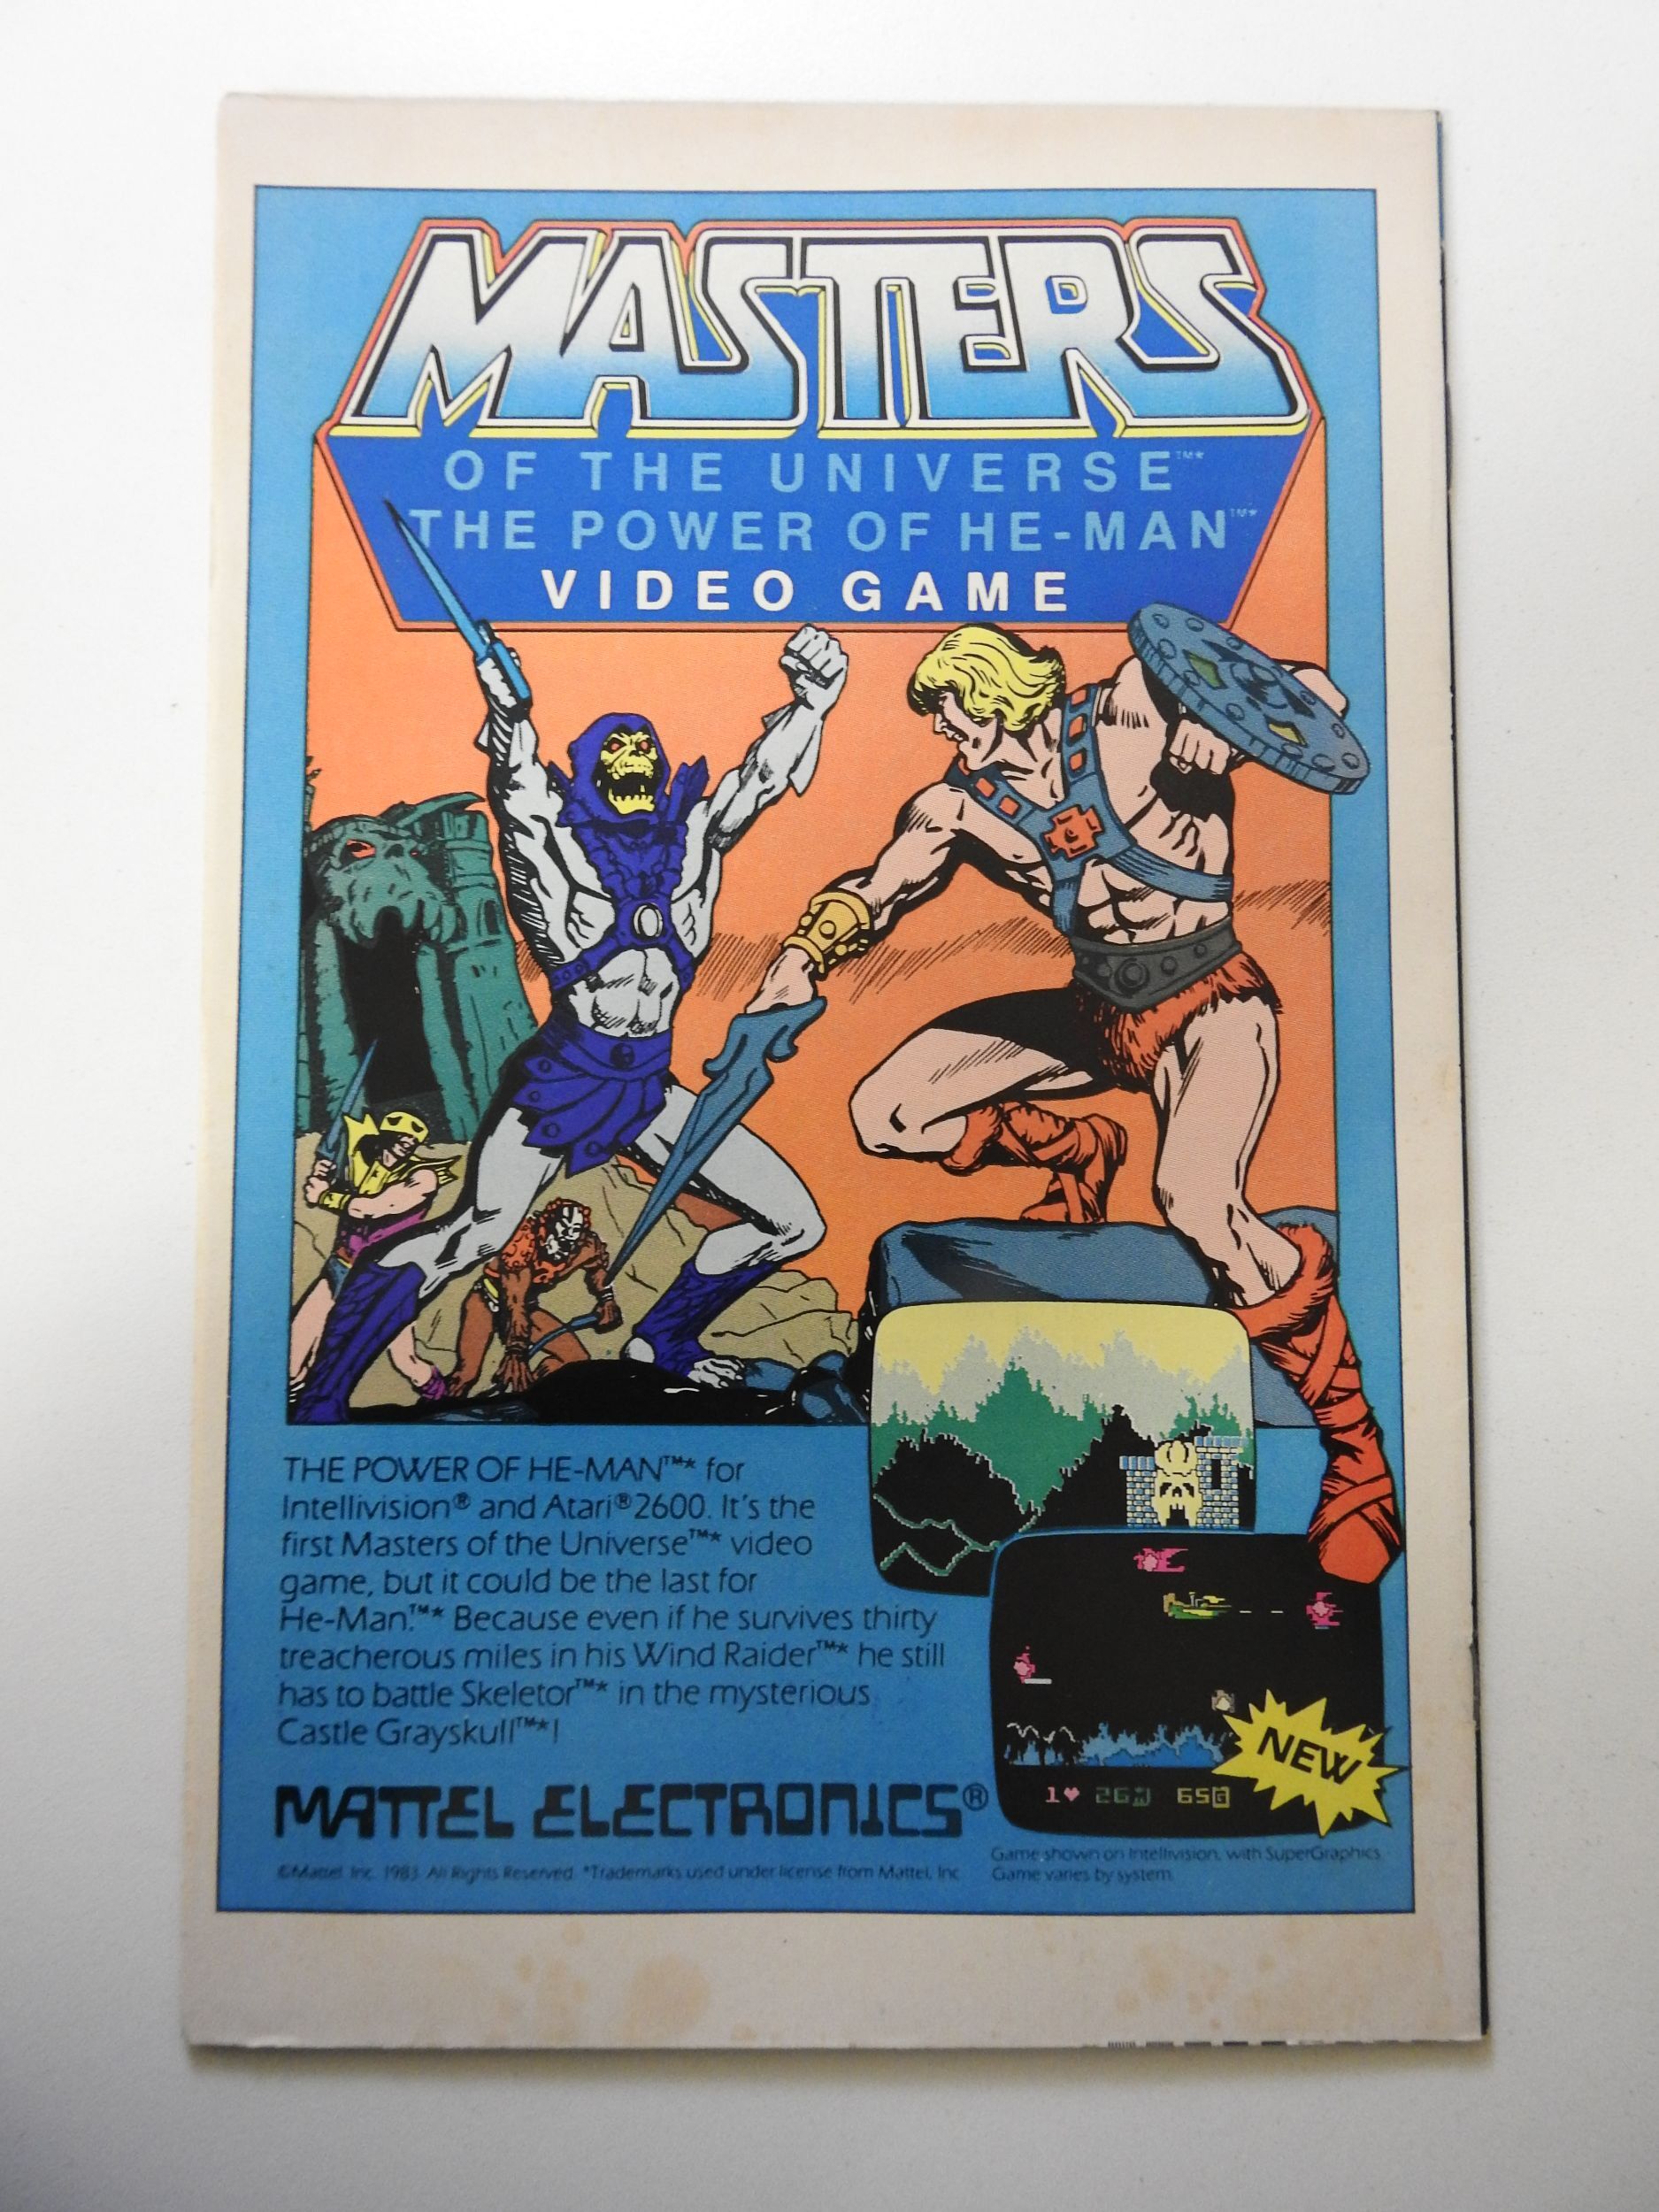 MASTERS
OF THE UNIVERSE™*
THE POWER OF HE-MAN™*
VIDEO GAME
THE POWER OF HE-MAN™* for
Intellivision® and Atari® 2600. It's the
first Masters of the Universe™* video
game, but it could be the last for
He-Man.™* Because even if he survives thirty
treacherous miles in his Wind Raider™* he still
has to battle Skeletor™* in the mysterious
Castle Grayskull™*!
1♥ 26M 65G
NEW
MATTEL ELECTRONICS®
Game shown on Intellivision, with SuperGraphics.
Game varies by system.
©Mattel Inc. 1983. All Rights Reserved. *Trademarks used under license from Mattel, Inc.